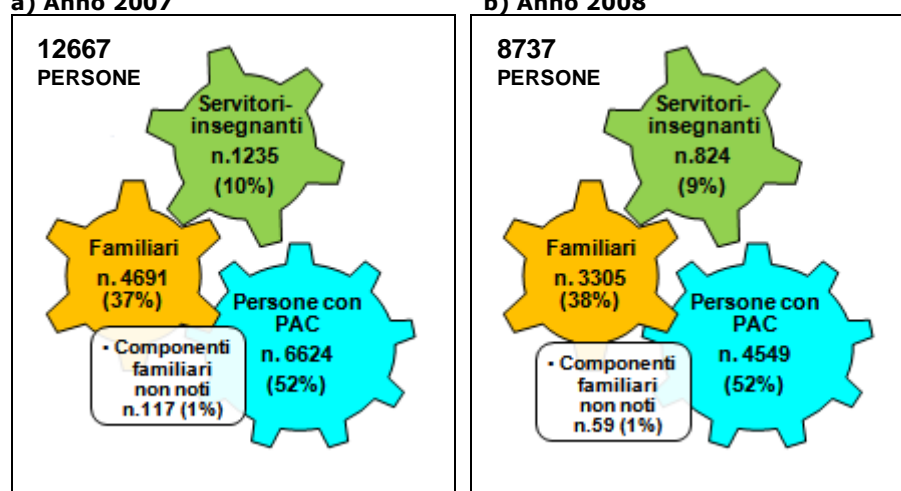 a) Anno 2007
12667
PERSONE
Servitori-
insegnanti
n.1235
(10%)
Familiari
n. 4691
(37%)
Persone con
PAC
n. 6624
(52%)
• Componenti
familiari
non noti
n.117 (1%)
b) Anno 2008
8737
PERSONE
Servitori-
insegnanti
n.824
(9%)
Familiari
n. 3305
(38%)
Persone con
PAC
n. 4549
(52%)
• Componenti
familiari
non noti
n.59 (1%)